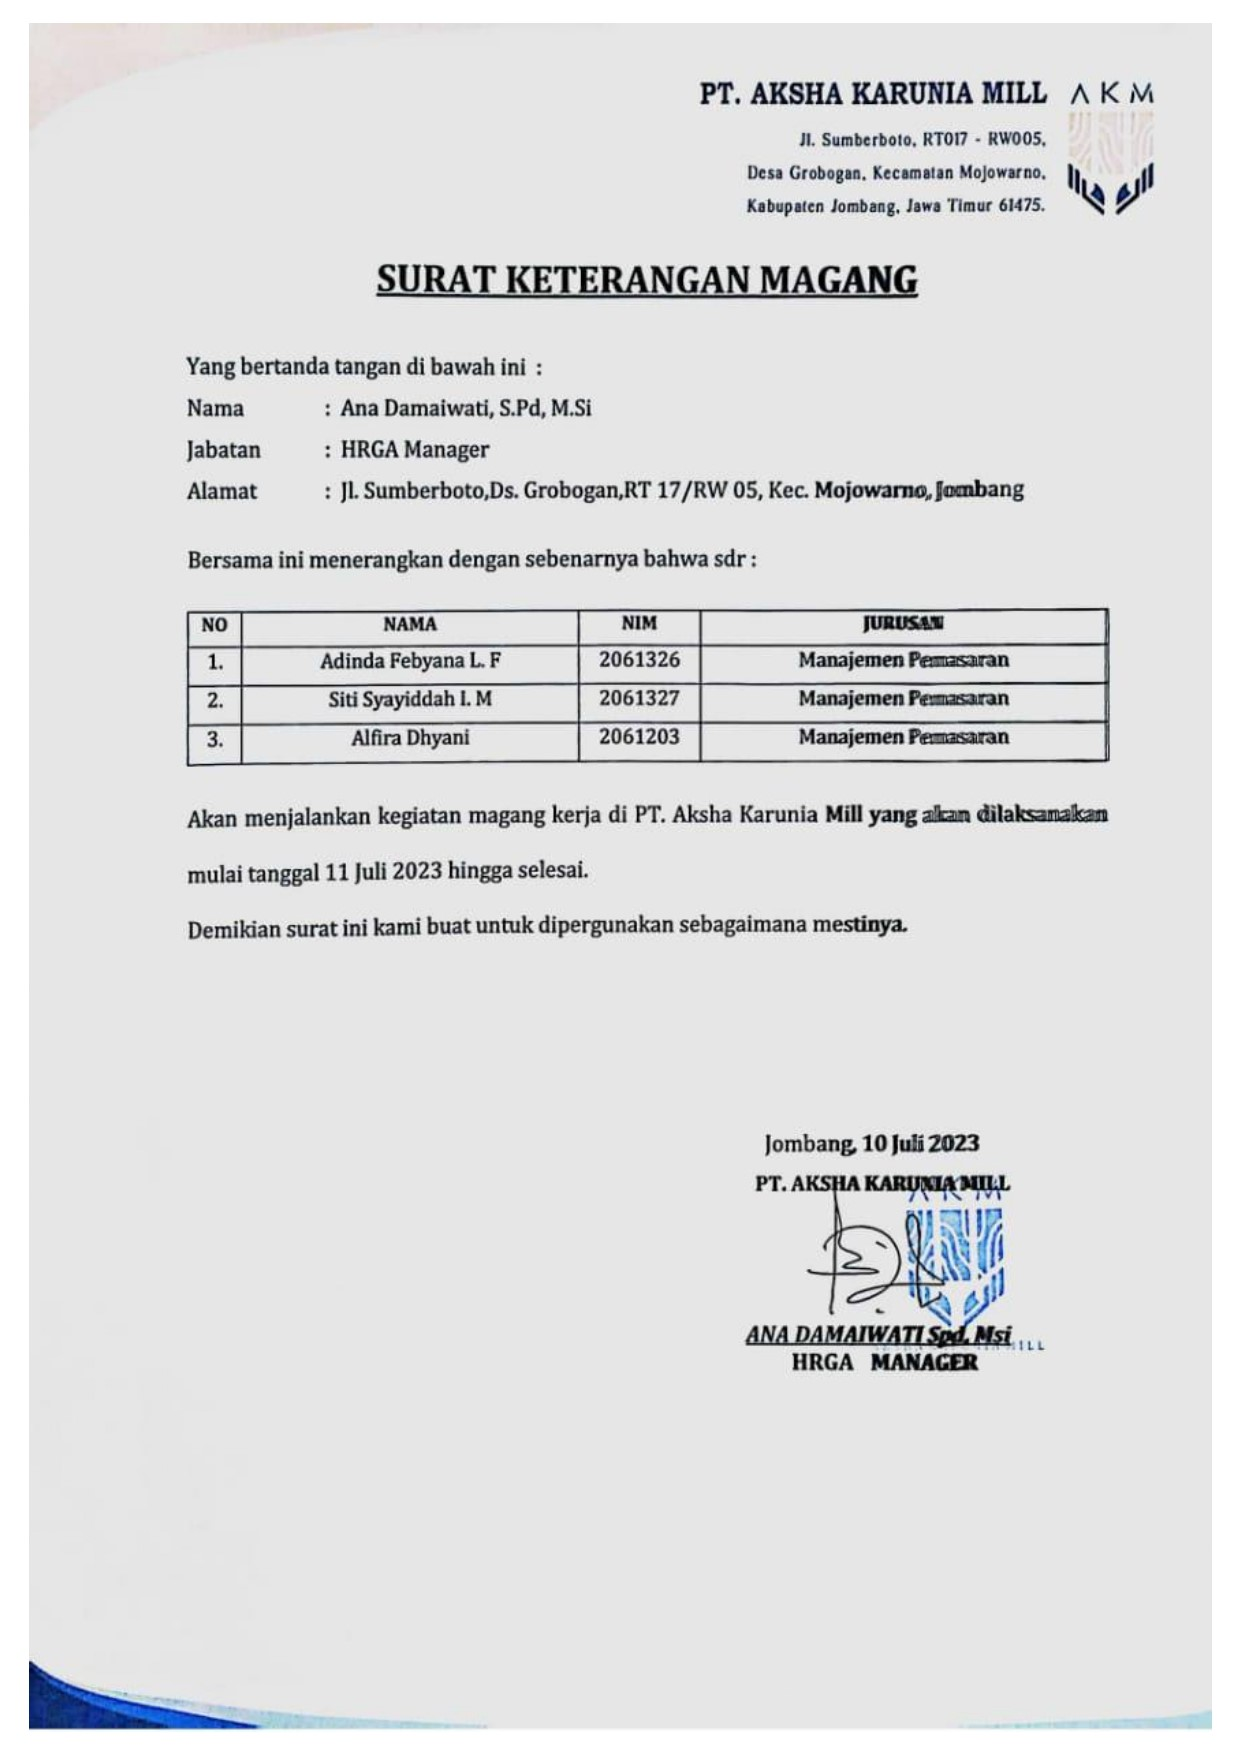 PT. AKSHA KARUNIA MILL
AKM
Jl. Sumberboto, RT017 - RW005,
Desa Grobogan, Kecamatan Mojowarno,
Kabupaten Jombang, Jawa Timur 61475.
SURAT KETERANGAN MAGANG
Yang bertanda tangan di bawah ini :
Nama : Ana Damaiwati, S.Pd, M.Si
Jabatan : HRGA Manager
Alamat : Jl. Sumberboto,Ds. Grobogan,RT 17/RW 05, Kec. Mojowarno, Jombang
Bersama ini menerangkan dengan sebenarnya bahwa sdr :
NO NAMA NIM JURUSAN
1. Adinda Febyana L. F 2061326 Manajemen Pemasaran
2. Siti Syayiddah I. M 2061327 Manajemen Pemasaran
3. Alfira Dhyani 2061203 Manajemen Pemasaran
Akan menjalankan kegiatan magang kerja di PT. Aksha Karunia Mill yang akan dilaksanakan
mulai tanggal 11 Juli 2023 hingga selesai.
Demikian surat ini kami buat untuk dipergunakan sebagaimana mestinya.
Jombang, 10 Juli 2023
PT. AKSHA KARUNIA MILL
AKM
ANA DAMAIWATI Spd, Msi
HRGA MANAGER